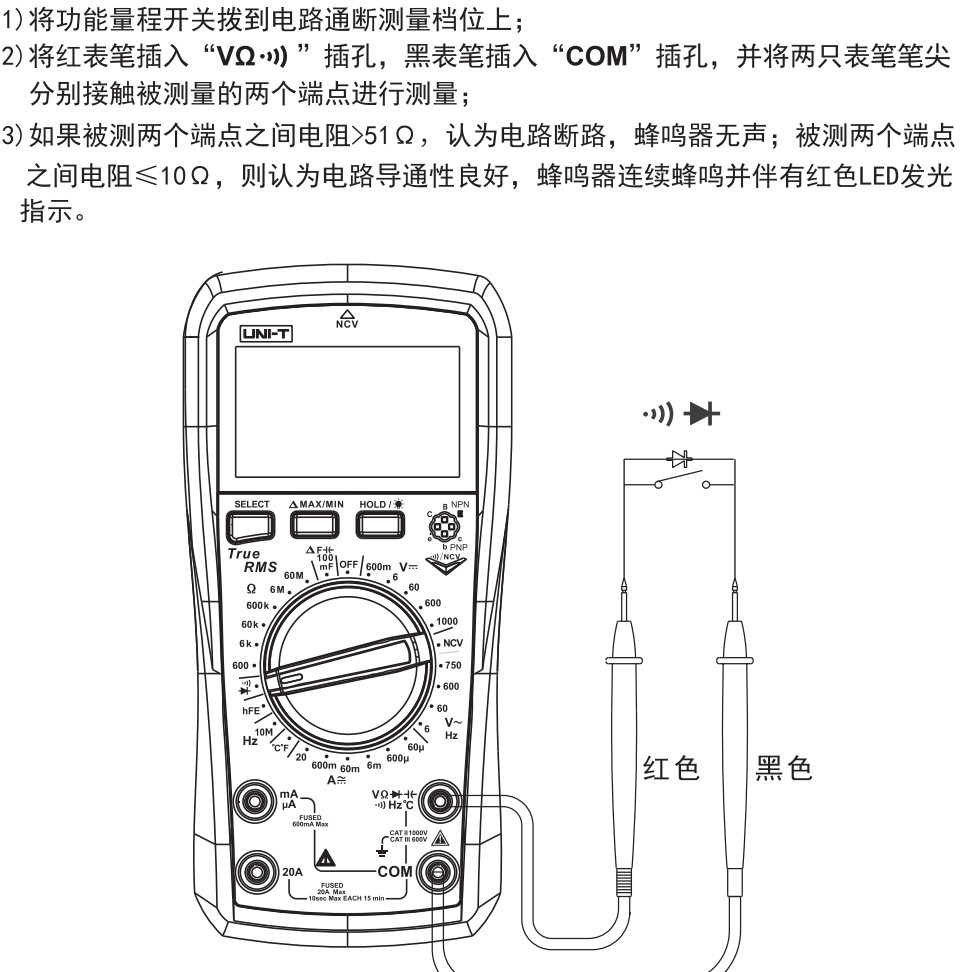 1)将功能量程开关拨到电路通断测量档位上;
2)将红表笔插入“VΩ·)))”插孔，黑表笔插入“COM”插孔，并将两只表笔笔尖
分别接触被测量的两个端点进行测量;
3)如果被测两个端点之间电阻>51Ω，认为电路断路，蜂鸣器无声；被测两个端点
之间电阻≤10Ω，则认为电路导通性良好，蜂鸣器连续蜂鸣并伴有红色LED发光
指示。
NCV
UNI-T
SELECT
△MAX/MIN
HOLD/☀
B NPN
C
e c
b PNP
·)))/NCV
True
RMS
△ F⊣⊢
100
mF
OFF
600m
V⎓
6
60
600
1000
NCV
750
600
60
V~
Hz
6
60μ
600μ
6m
60m
600m
20
A≂
℃℉
10M
Hz
hFE
·)))
600
6k
60k
600k
Ω
6M
60M
mA
μA
FUSED
600mA Max
VΩ
·))) Hz℃
CAT II 1000V
CAT III 600V
20A
COM
FUSED
20A Max
10sec Max EACH 15 min
·)))
红色
黑色